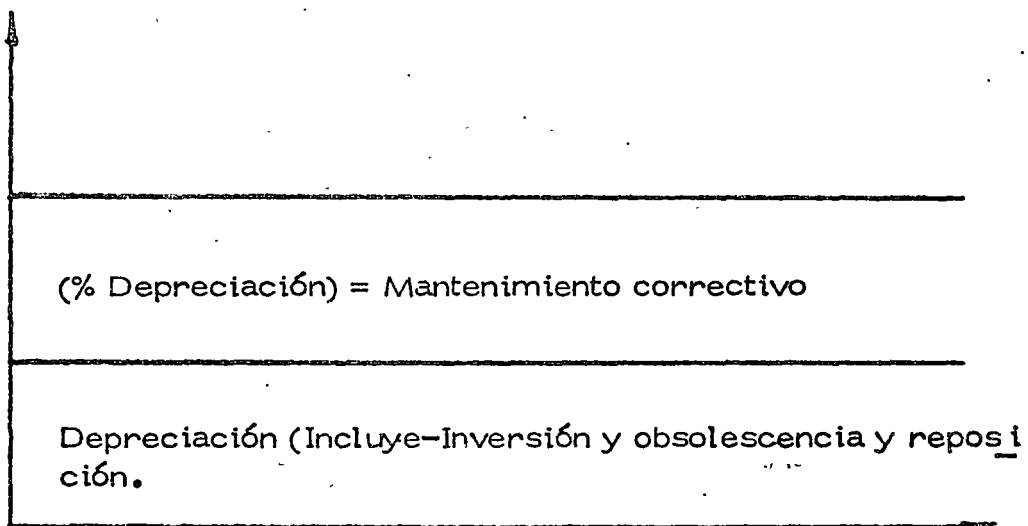 (% Depreciación) = Mantenimiento correctivo
Depreciación (Incluye-Inversión y obsolescencia y reposi
ción.